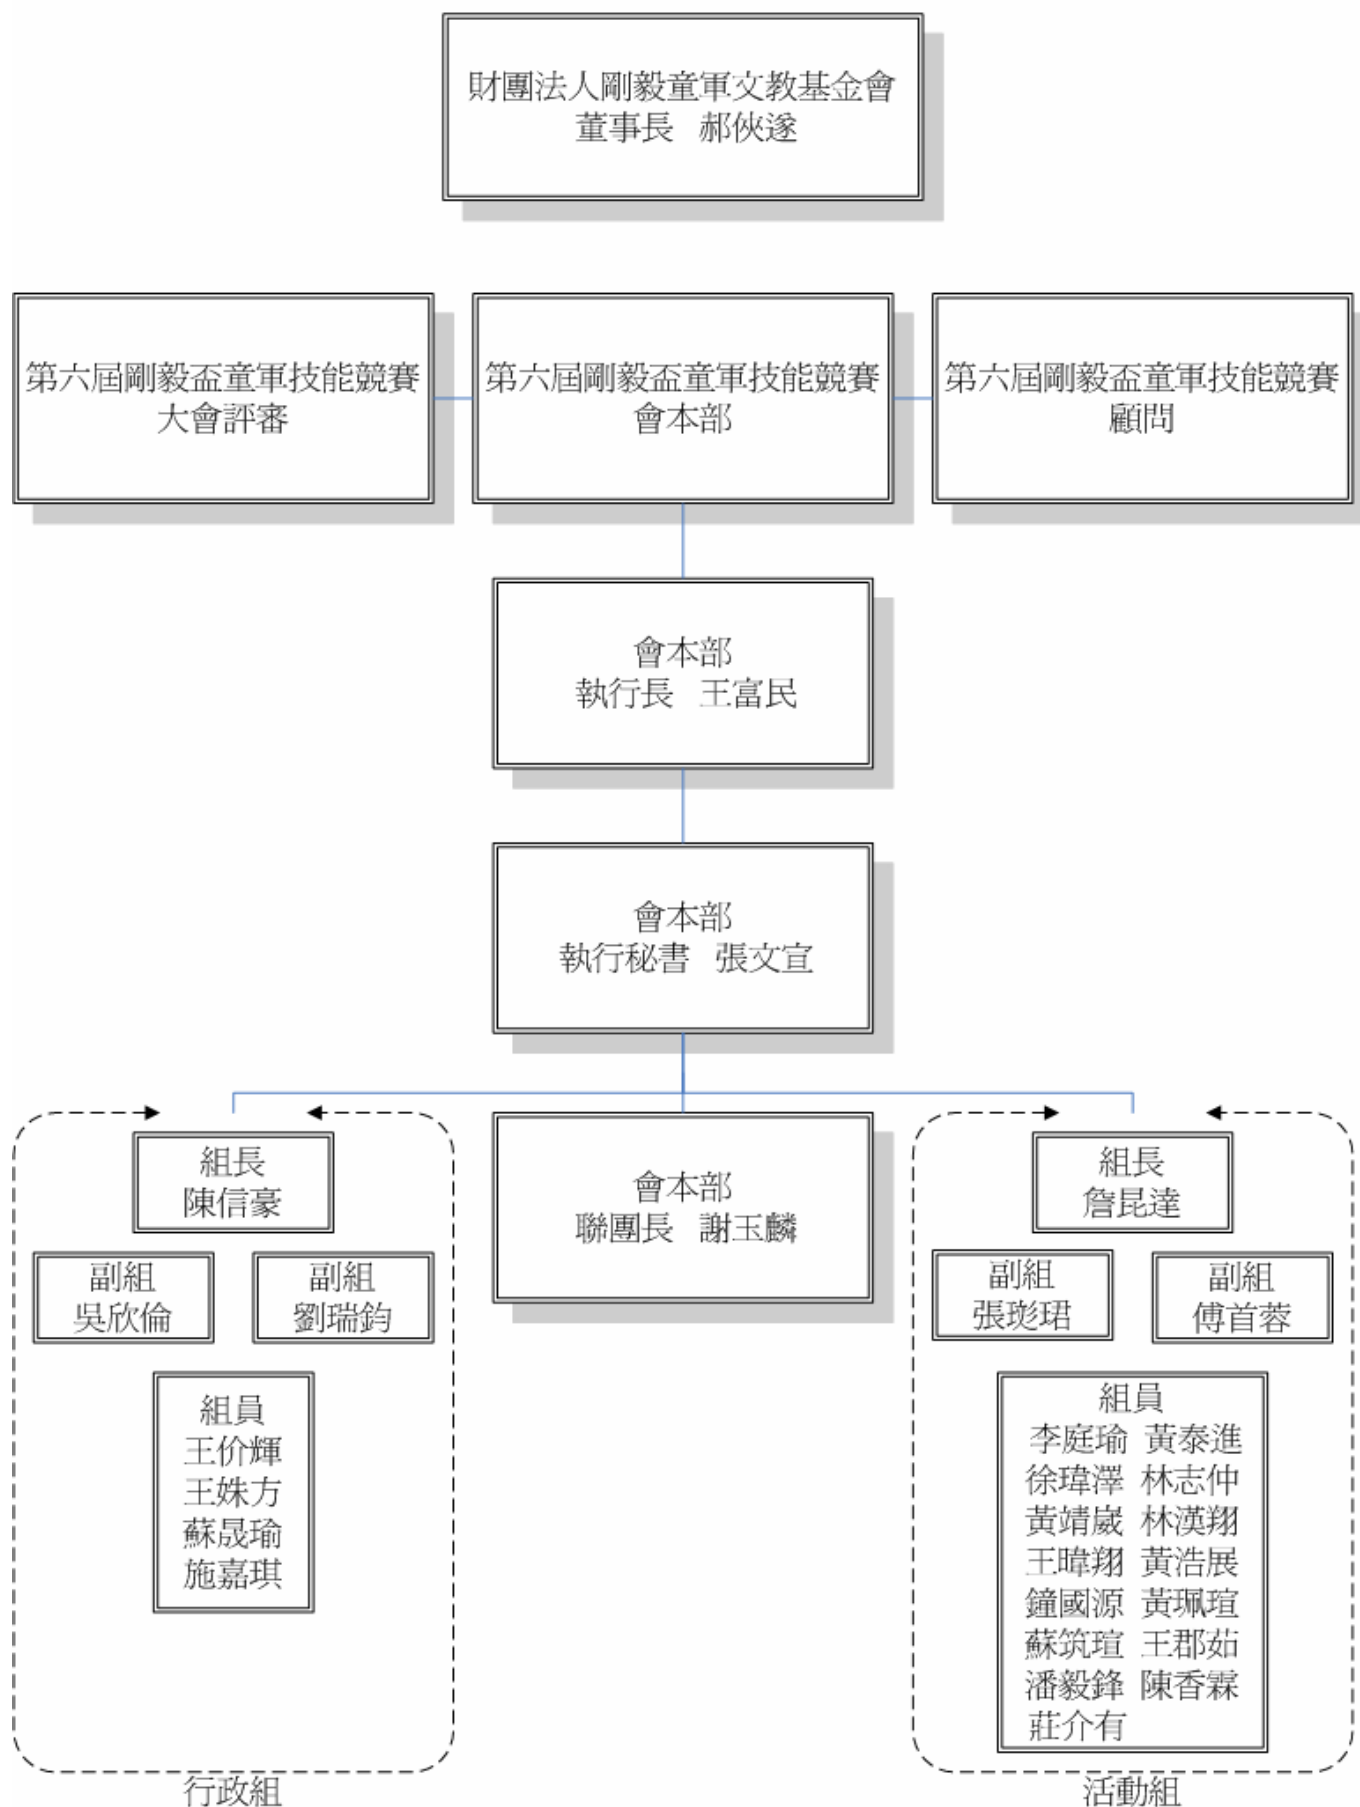 財團法人剛毅童軍文教基金會
董事長 郝俠遂
第六屆剛毅盃童軍技能競賽
大會評審
第六屆剛毅盃童軍技能競賽
會本部
第六屆剛毅盃童軍技能競賽
顧問
會本部
執行長 王富民
會本部
執行秘書 張文宣
組長
陳信豪
副組
吳欣倫
副組
劉瑞鈞
組員
王价輝
王姝方
蘇晟瑜
施嘉琪
行政組
會本部
聯團長 謝玉麟
組長
詹昆達
副組
張琰珺
副組
傅首蓉
組員
李庭瑜 黃泰進
徐瑋澤 林志仲
黃靖崴 林漢翔
王暐翔 黃浩展
鐘國源 黃珮瑄
蘇筑瑄 王郡茹
潘毅鋒 陳香霖
莊介有
活動組